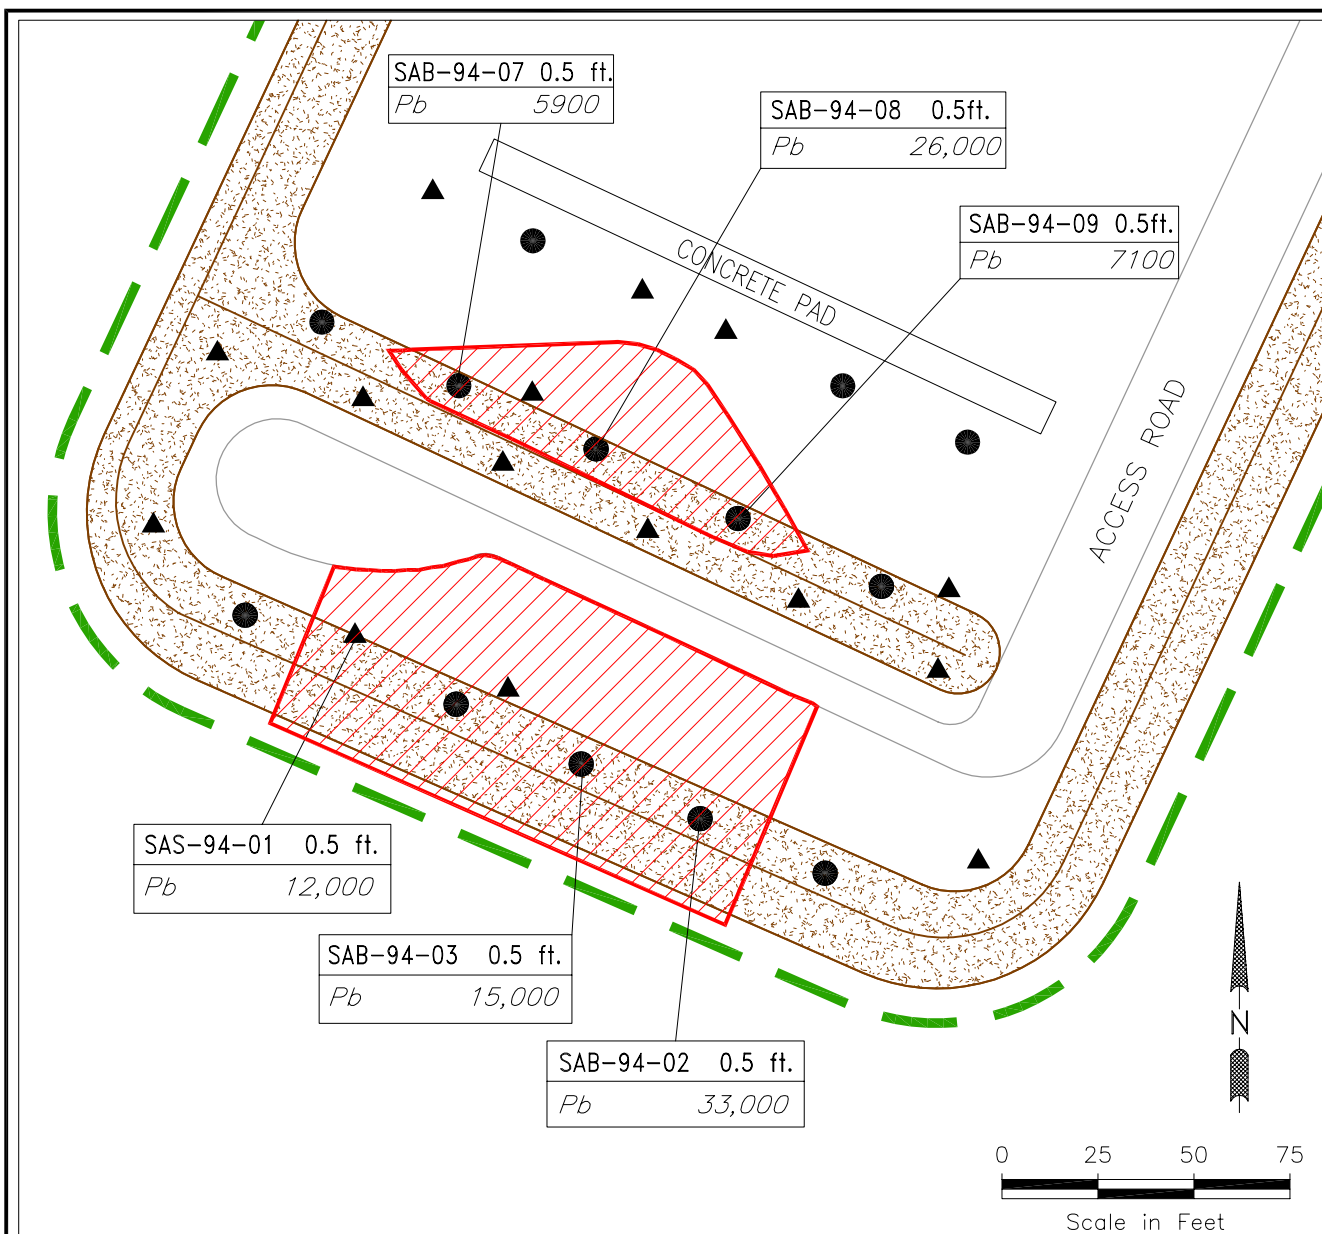 SAB-94-07 0.5 ft.
Pb 5900
SAB-94-08 0.5ft.
Pb 26,000
SAB-94-09 0.5ft.
Pb 7100
CONCRETE PAD
ACCESS ROAD
SAS-94-01 0.5 ft.
Pb 12,000
SAB-94-03 0.5 ft.
Pb 15,000
SAB-94-02 0.5 ft.
Pb 33,000
N
0 25 50 75
Scale in Feet